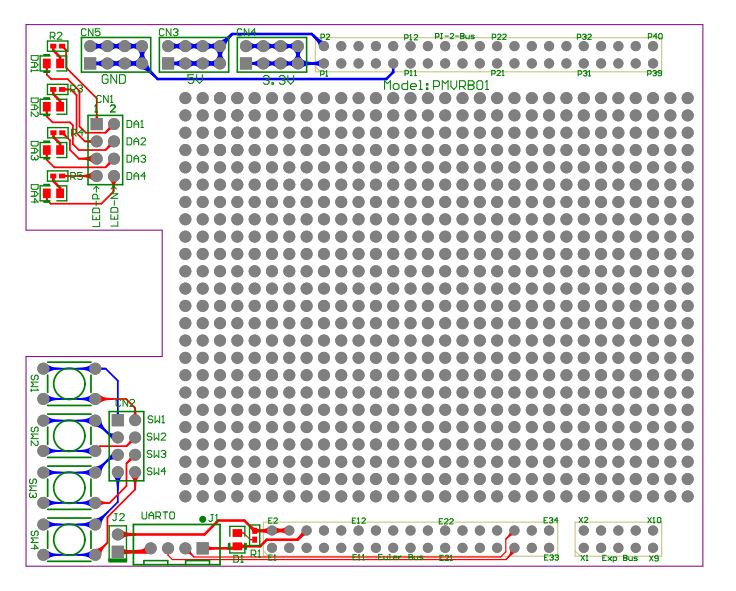 R2
CN5
CN3
CN4
P2
P12
PI-2-Bus
P22
P32
P40
DA1
GND
5V
3.3V
P1
P11
P21
P31
P39
Model:PMVRB01
R3
DA2
CN1
1 2
DA1
R4
DA2
DA3
DA3
R5
DA4
DA4
LED-P
LED-N
SW1
CN2
SW1
SW2
SW2
SW3
SW3
SW4
SW4
J2
UART0
J1
D1
R1
E2
E12
E22
E34
X2
X10
E1
E11
Euler Bus
E21
E33
X1
Exp Bus
X9